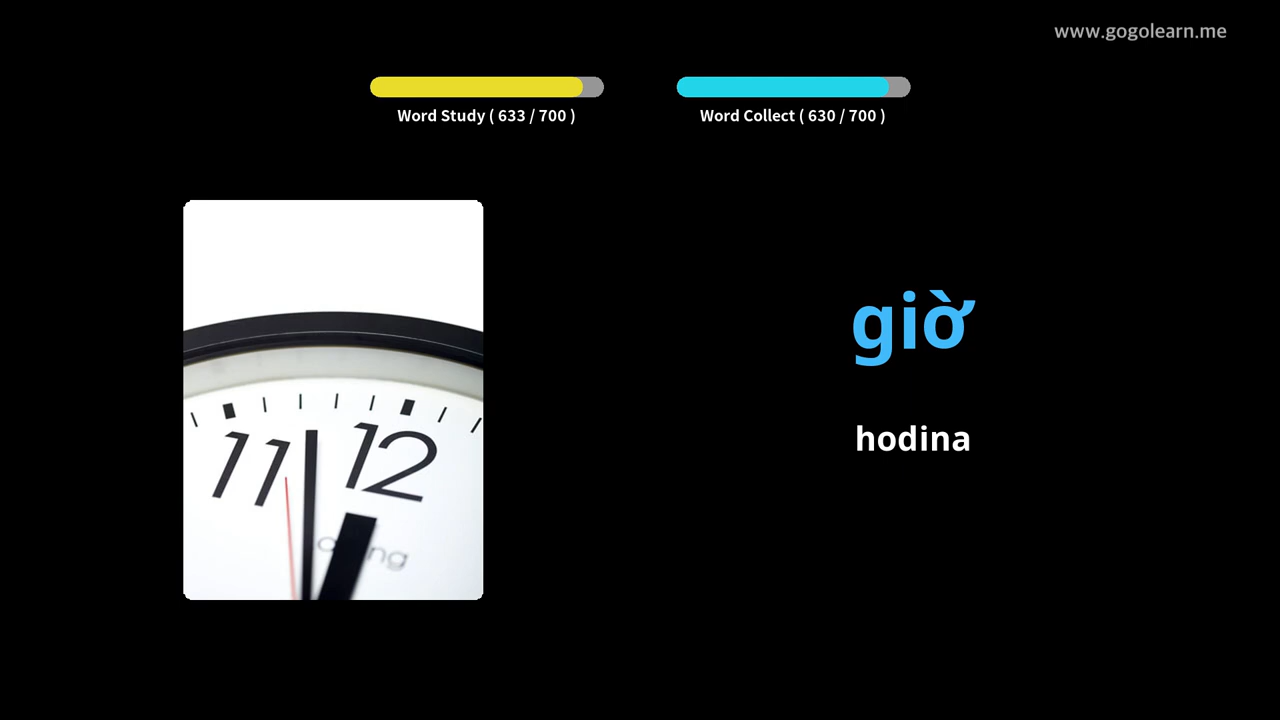 www.gogolearn.me
Word Study ( 633 / 700 )
Word Collect ( 630 / 700 )
11 12
giờ
hodina